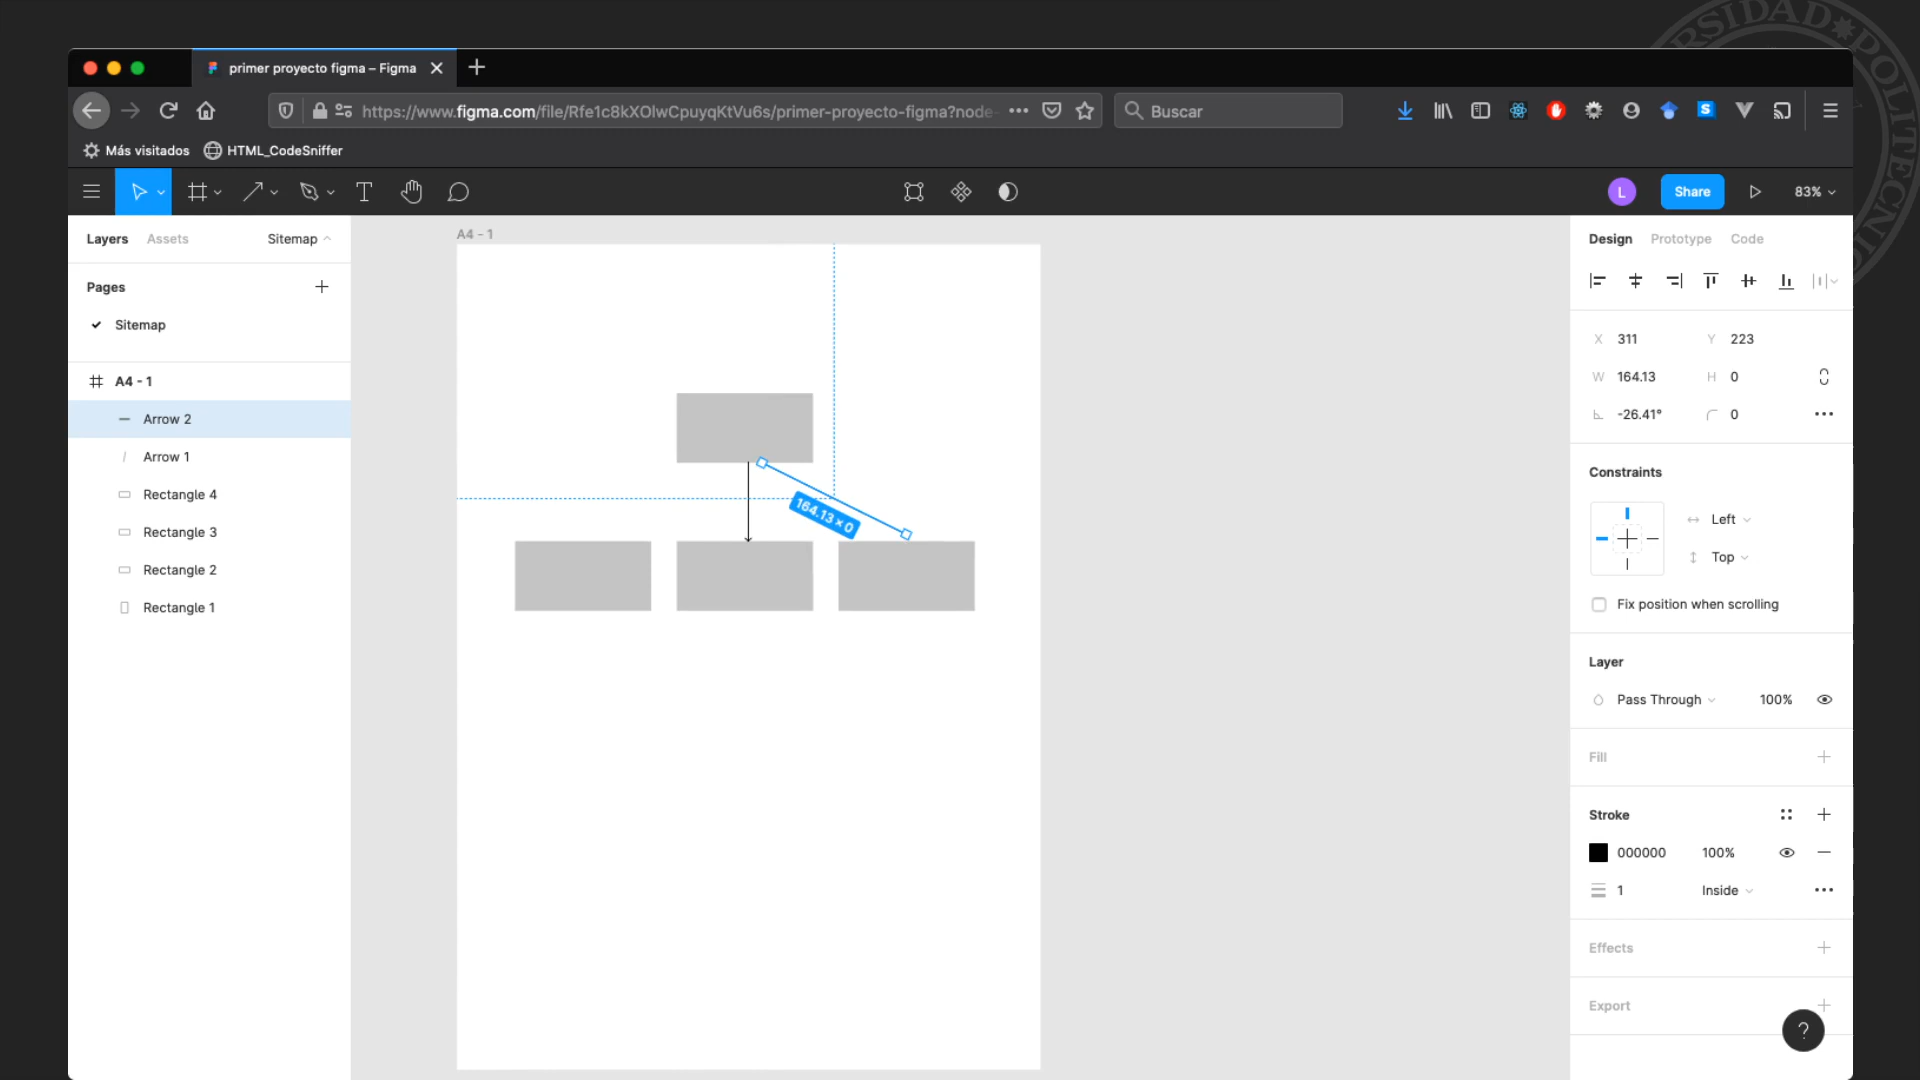 primer proyecto figma – Figma
https://www.figma.com/file/Rfe1c8kXOlwCpuyqKtVu6s/primer-proyecto-figma?node-
Buscar
Más visitados
HTML_CodeSniffer
L
Share
83%
Layers
Assets
Sitemap
Pages
Sitemap
A4 - 1
Arrow 2
Arrow 1
Rectangle 4
Rectangle 3
Rectangle 2
Rectangle 1
A4 - 1
164.13 × 0
Design
Prototype
Code
X 311
Y 223
W 164.13
H 0
-26.41°
0
Constraints
Left
Top
Fix position when scrolling
Layer
Pass Through
100%
Fill
Stroke
000000
100%
1
Inside
Effects
Export
?